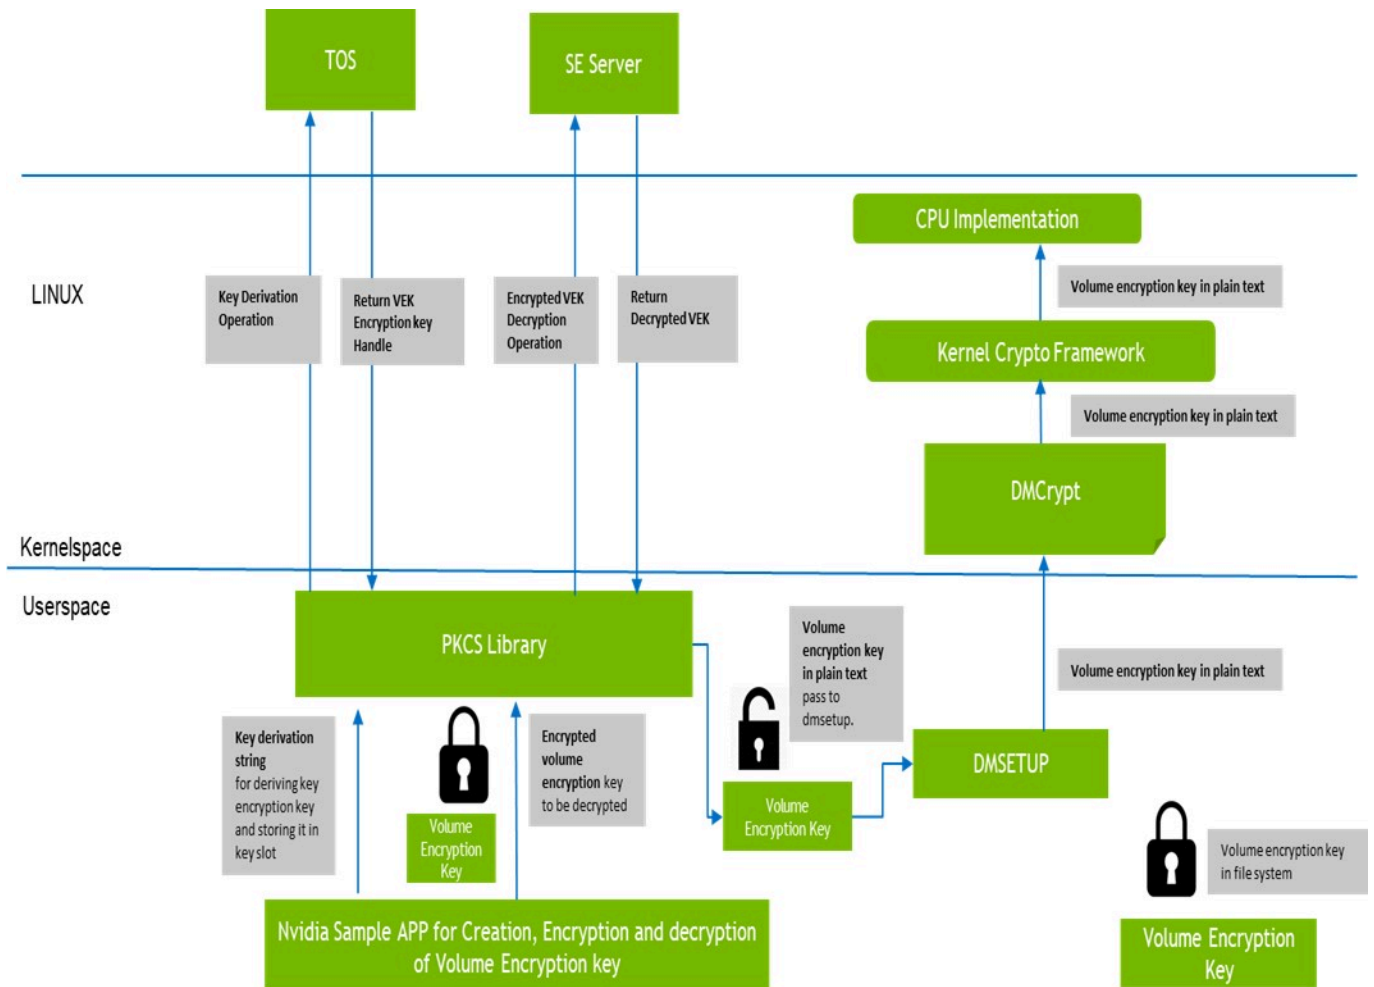 TOS
SE Server
CPU Implementation
LINUX
Key Derivation
Operation
Return VEK
Encryption key
Handle
Encrypted VEK
Decryption
Operation
Return
Decrypted VEK
Volume encryption key in plain text
Kernel Crypto Framework
Volume encryption key in plain text
DMCrypt
Kernelspace
Userspace
PKCS Library
Volume
encryption key
in plain text
pass to
dmsetup.
Volume encryption key in plain text
Key derivation
string
for deriving key
encryption key
and storing it in
key slot
Volume
Encryption
Key
Encrypted
volume
encryption key
to be decrypted
Volume
Encryption Key
DMSETUP
Volume encryption key
in file system
Nvidia Sample APP for Creation, Encryption and decryption
of Volume Encryption key
Volume Encryption
Key